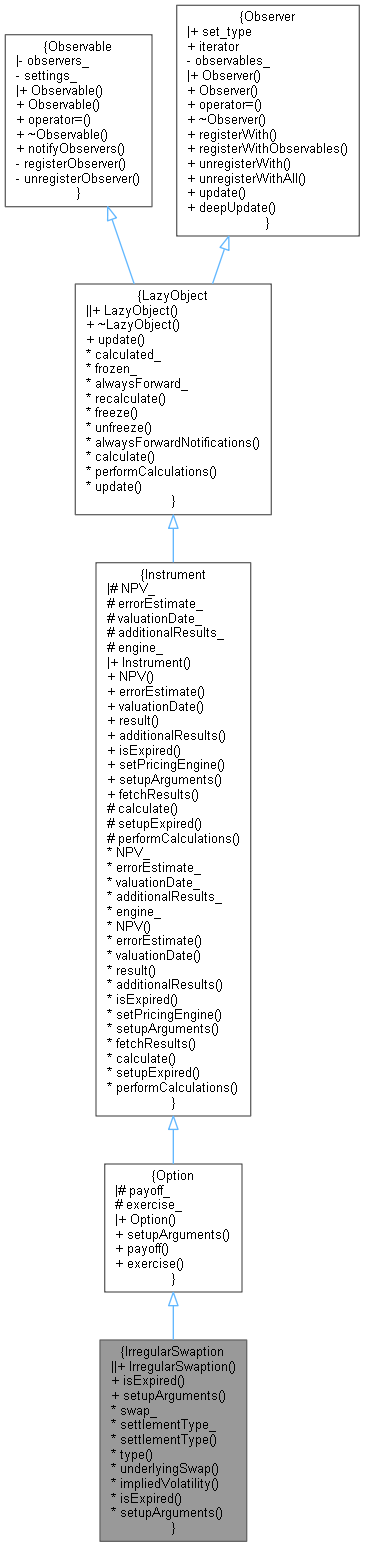 {Observable
|- observers_
- settings_
|+ Observable()
+ Observable()
+ operator=()
+ ~Observable()
+ notifyObservers()
- registerObserver()
- unregisterObserver()
}
{Observer
|+ set_type
+ iterator
- observables_
|+ Observer()
+ Observer()
+ operator=()
+ ~Observer()
+ registerWith()
+ registerWithObservables()
+ unregisterWith()
+ unregisterWithAll()
+ update()
+ deepUpdate()
}
{LazyObject
||+ LazyObject()
+ ~LazyObject()
+ update()
* calculated_
* frozen_
* alwaysForward_
* recalculate()
* freeze()
* unfreeze()
* alwaysForwardNotifications()
* calculate()
* performCalculations()
* update()
}
{Instrument
|# NPV_
# errorEstimate_
# valuationDate_
# additionalResults_
# engine_
|+ Instrument()
+ NPV()
+ errorEstimate()
+ valuationDate()
+ result()
+ additionalResults()
+ isExpired()
+ setPricingEngine()
+ setupArguments()
+ fetchResults()
# calculate()
# setupExpired()
# performCalculations()
* NPV_
* errorEstimate_
* valuationDate_
* additionalResults_
* engine_
* NPV()
* errorEstimate()
* valuationDate()
* result()
* additionalResults()
* isExpired()
* setPricingEngine()
* setupArguments()
* fetchResults()
* calculate()
* setupExpired()
* performCalculations()
}
{Option
|# payoff_
# exercise_
|+ Option()
+ setupArguments()
+ payoff()
+ exercise()
}
{IrregularSwaption
||+ IrregularSwaption()
+ isExpired()
+ setupArguments()
* swap_
* settlementType_
* settlementType()
* type()
* underlyingSwap()
* impliedVolatility()
* isExpired()
* setupArguments()
}